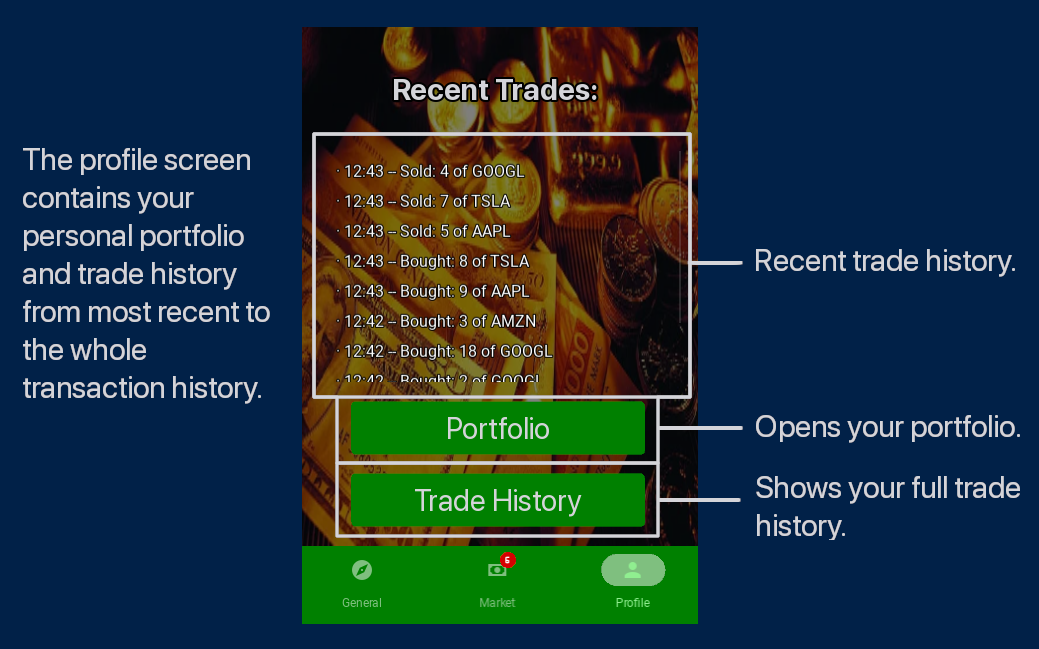 The profile screen
contains your
personal portfolio
and trade history
from most recent to
the whole
transaction history.
Recent Trades:
· 12:43 – Sold: 4 of GOOGL
· 12:43 – Sold: 7 of TSLA
· 12:43 – Sold: 5 of AAPL
· 12:43 – Bought: 8 of TSLA
· 12:43 – Bought: 9 of AAPL
· 12:42 – Bought: 3 of AMZN
· 12:42 – Bought: 18 of GOOGL
· 12:42 – Bought: 2 of GOOGL
Portfolio
Trade History
5
General
Market
Profile
Recent trade history.
Opens your portfolio.
Shows your full trade
history.